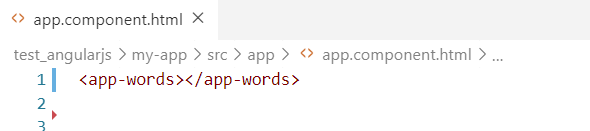 <> app.component.html ×
test_angularjs > my-app > src > app > <> app.component.html > ...
1 <app-words></app-words>
2
3